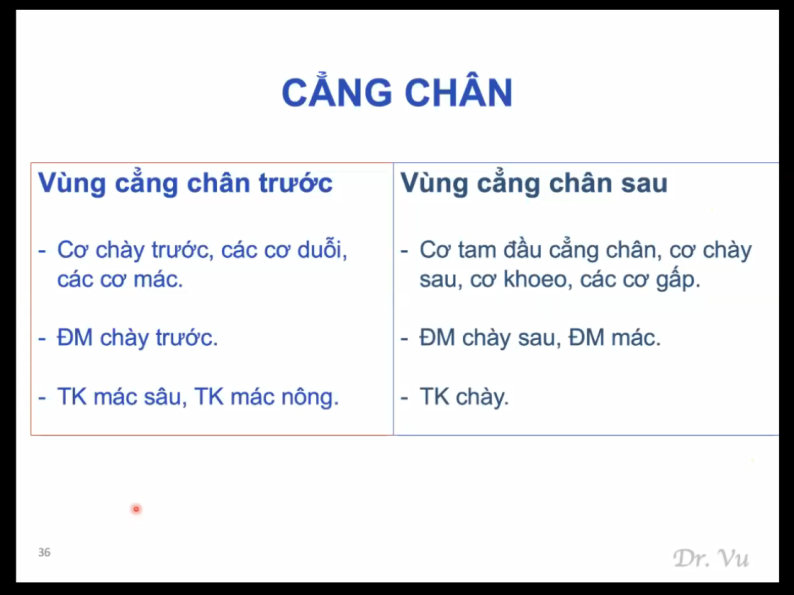 CẲNG CHÂN
Vùng cẳng chân trước
- Cơ chày trước, các cơ duỗi,
các cơ mác.
- ĐM chày trước.
- TK mác sâu, TK mác nông.
Vùng cẳng chân sau
- Cơ tam đầu cẳng chân, cơ chày
sau, cơ khoeo, các cơ gấp.
- ĐM chày sau, ĐM mác.
- TK chày.
36
Dr. Vu